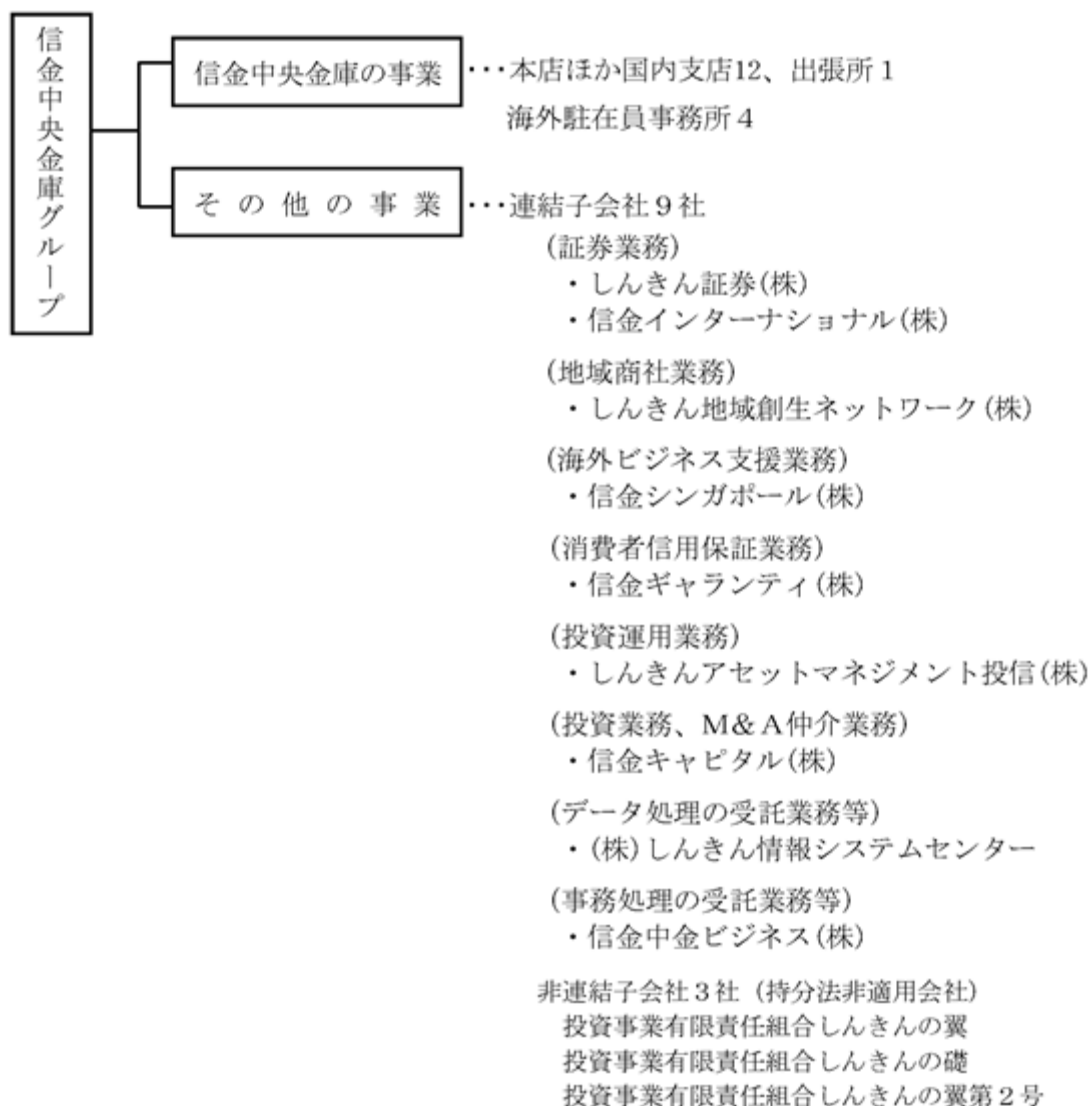 信金中央金庫グループ
信金中央金庫の事業 ・・・本店ほか国内支店12、出張所1
海外駐在員事務所4
その他の事業 ・・・連結子会社9社
(証券業務)
・しんきん証券(株)
・信金インターナショナル(株)
(地域商社業務)
・しんきん地域創生ネットワーク(株)
(海外ビジネス支援業務)
・信金シンガポール(株)
(消費者信用保証業務)
・信金ギャランティ(株)
(投資運用業務)
・しんきんアセットマネジメント投信(株)
(投資業務、M&A仲介業務)
・信金キャピタル(株)
(データ処理の受託業務等)
・(株)しんきん情報システムセンター
(事務処理の受託業務等)
・信金中金ビジネス(株)
非連結子会社3社(持分法非適用会社)
投資事業有限責任組合しんきんの翼
投資事業有限責任組合しんきんの礎
投資事業有限責任組合しんきんの翼第2号